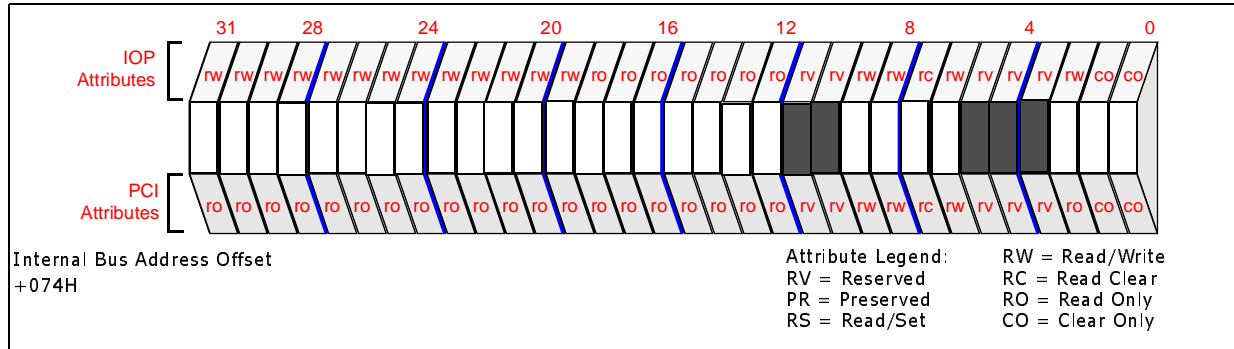 31 28 24 20 16 12 8 4 0
IOP
Attributes
rw rw rw rw rw rw rw rw rw rw rw rw rw ro ro ro ro ro ro ro rv rv rw rw rc rw rv rv rv rw co co
PCI
Attributes
ro ro ro ro ro ro ro ro ro ro ro ro ro ro ro ro ro ro ro ro rv rv rw rw rc rw rv rv rv ro co co
Internal Bus Address Offset
+074H
Attribute Legend:
RV = Reserved
PR = Preserved
RS = Read/Set
RW = Read/Write
RC = Read Clear
RO = Read Only
CO = Clear Only